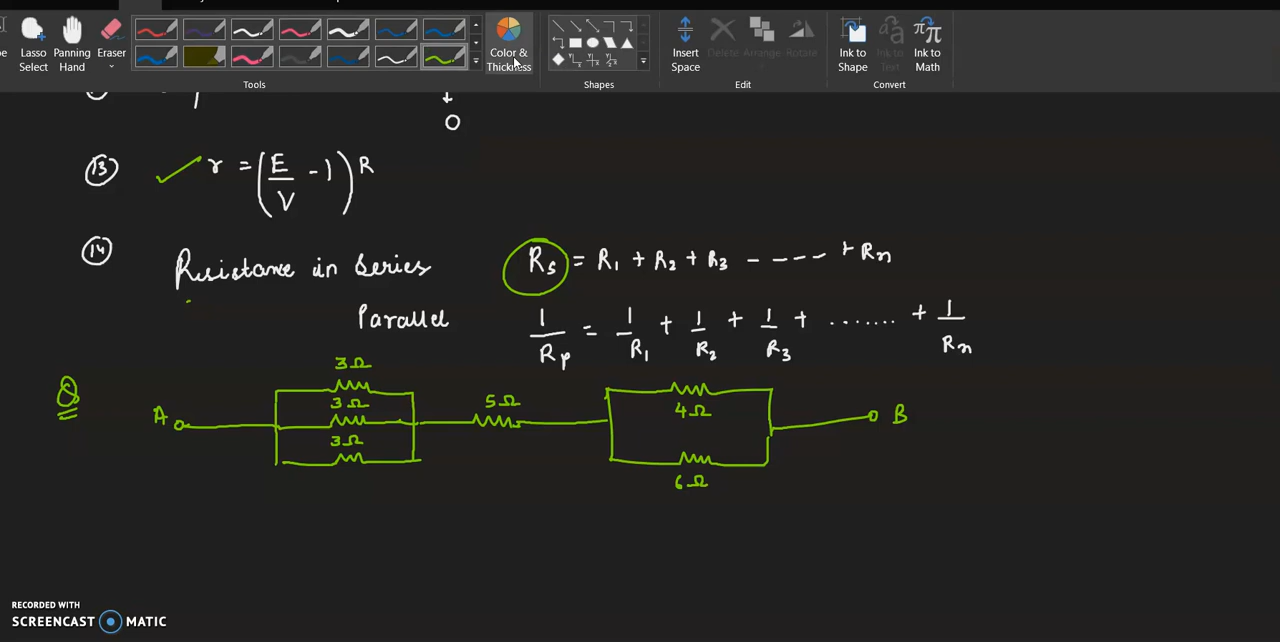 Lasso Select
Panning Hand
Eraser
Color & Thickness
Insert Space
Delete
Arrange
Rotate
Ink to Shape
Ink to Text
Ink to Math
Tools
Shapes
Edit
Convert
0
(13) r = (E/V - 1) R
(14) Resistance in Series Rs = R1 + R2 + R3 ---- + Rn
Parallel 1/Rp = 1/R1 + 1/R2 + 1/R3 + ....... + 1/Rn
Q
3Ω
3Ω
3Ω
A
5Ω
4Ω
6Ω
B
RECORDED WITH
SCREENCAST MATIC